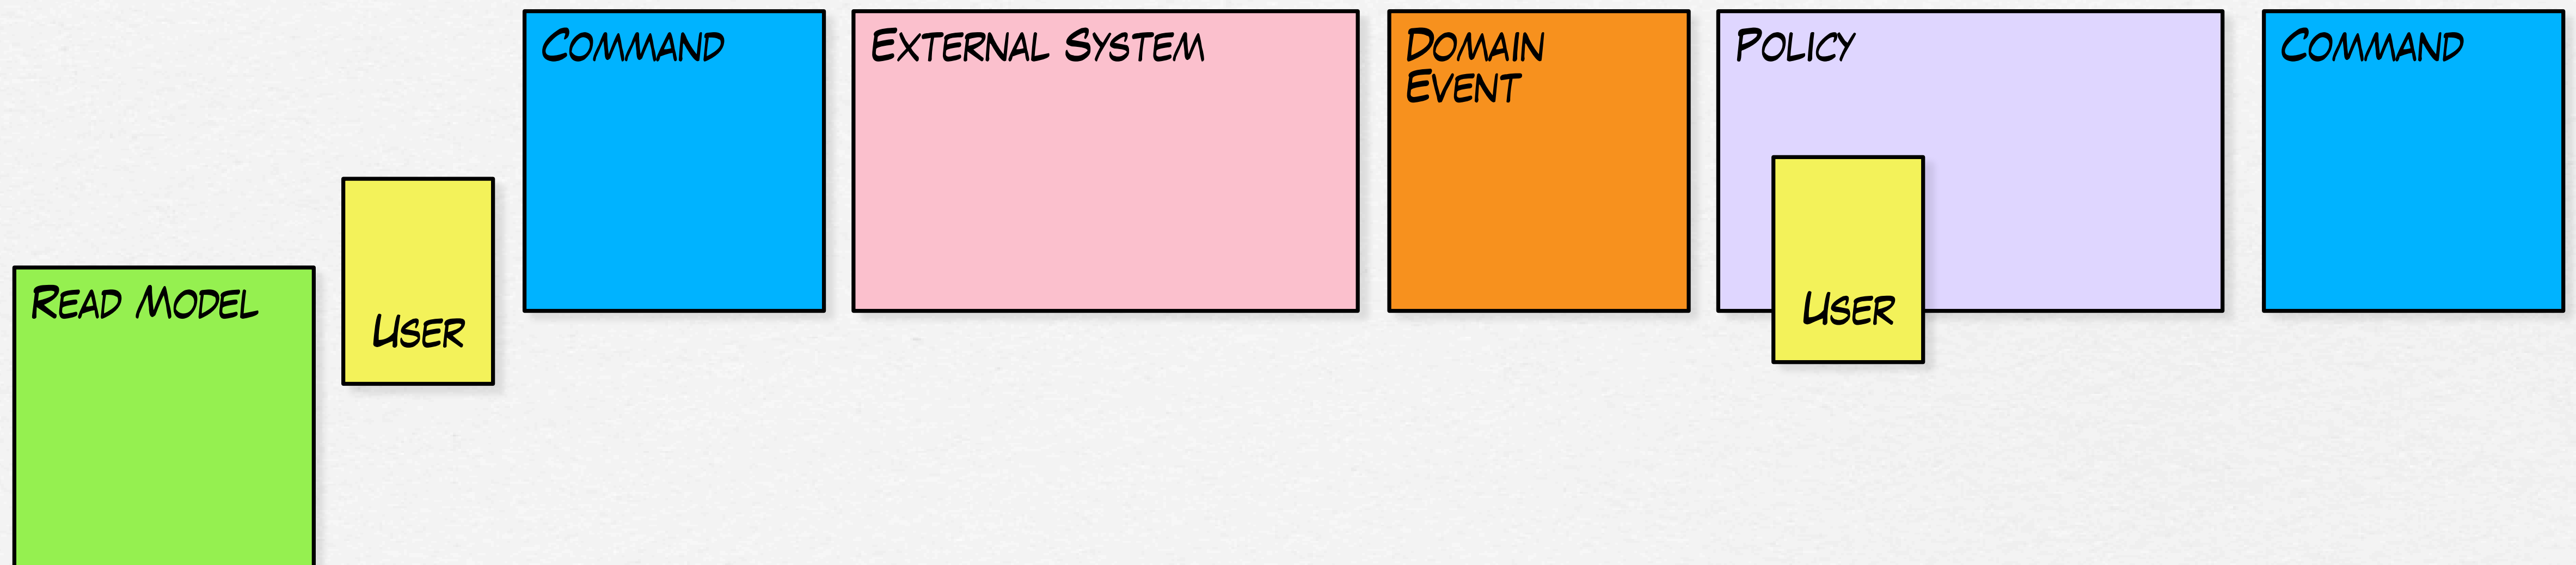 Command
External System
Domain
Event
Policy
Command
Read Model
User
User